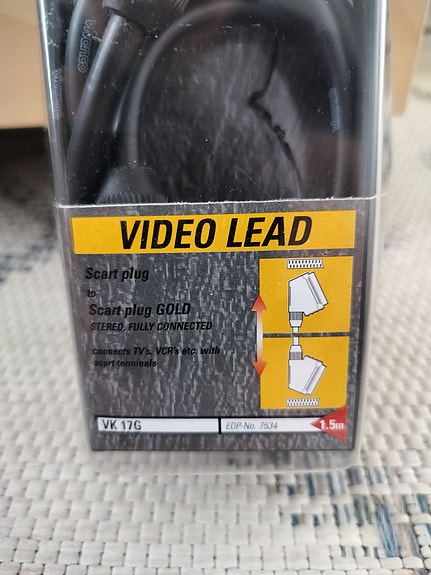 vivanco
VIDEO LEAD
Scart plug
to
Scart plug GOLD
STEREO, FULLY CONNECTED
connects TV's, VCR's etc. with
scart terminals
VK 17G
EDP-No. 7534
1.5m